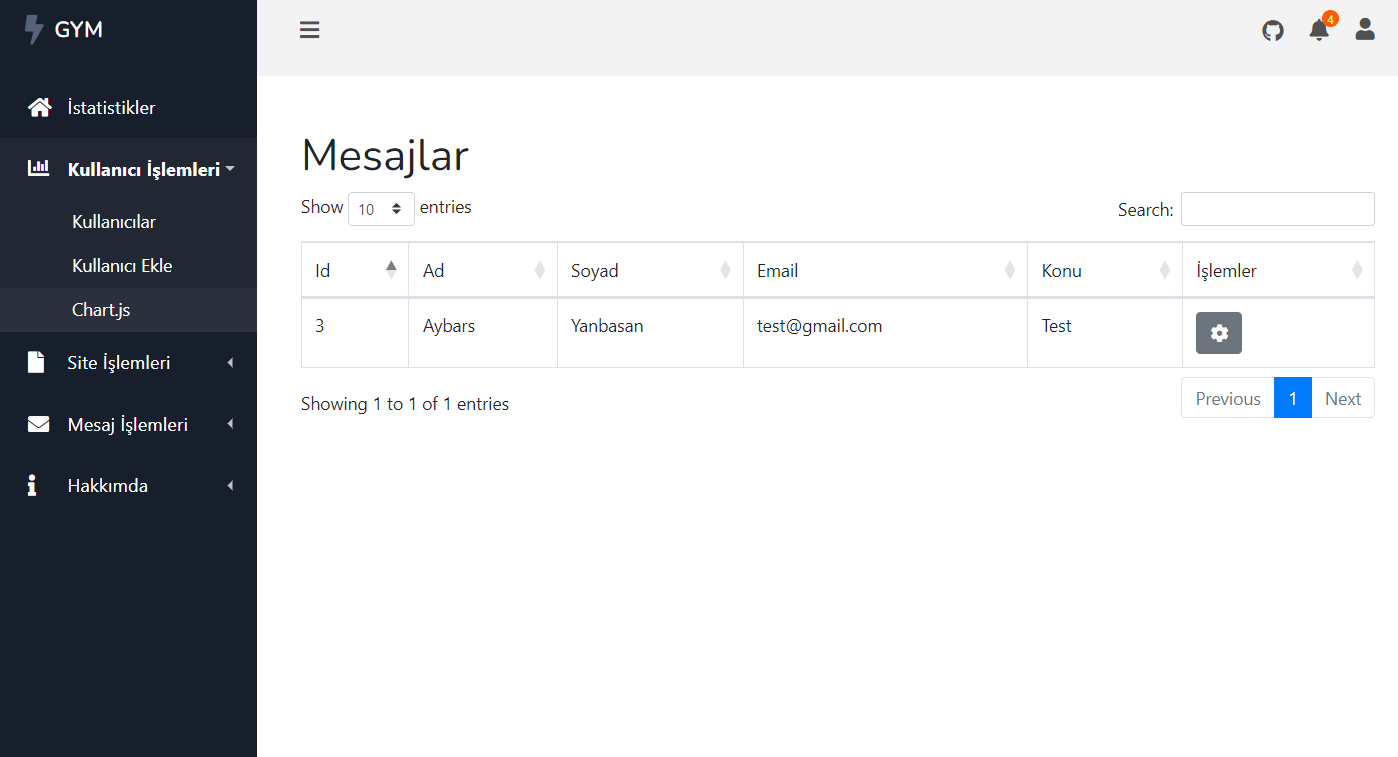 GYM
4
İstatistikler
Kullanıcı İşlemleri
Kullanıcılar
Kullanıcı Ekle
Chart.js
Site İşlemleri
Mesaj İşlemleri
Hakkımda
Mesajlar
Show 10 entries
Search:
Id Ad Soyad Email Konu İşlemler
3 Aybars Yanbasan test@gmail.com Test
Showing 1 to 1 of 1 entries
Previous 1 Next